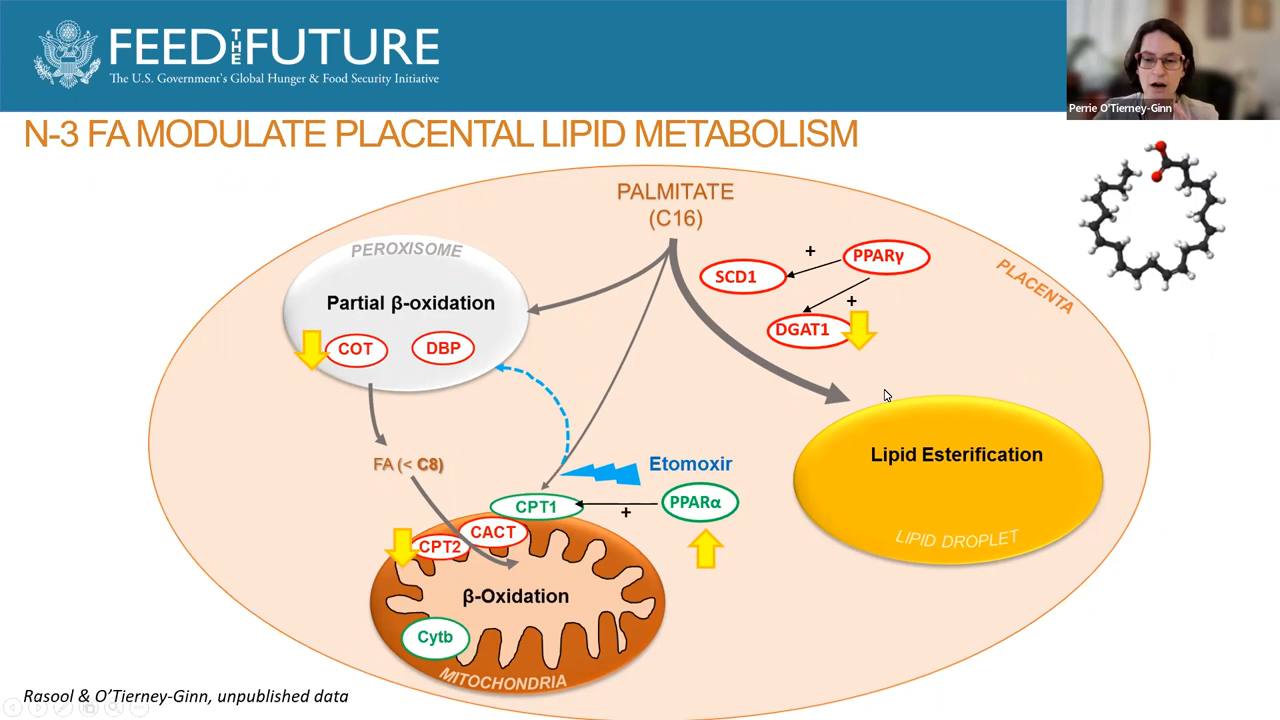 FEED THE FUTURE
The U.S. Government's Global Hunger & Food Security Initiative
Perrie O'Tierney-Ginn
N-3 FA MODULATE PLACENTAL LIPID METABOLISM
PALMITATE
(C16)
PEROXISOME
Partial β-oxidation
COT
DBP
+
PPARγ
SCD1
+
DGAT1
PLACENTA
FA (< C8)
Etomoxir
CPT1
+
PPARα
CACT
CPT2
β-Oxidation
Cytb
MITOCHONDRIA
Lipid Esterification
LIPID DROPLET
Rasool & O'Tierney-Ginn, unpublished data